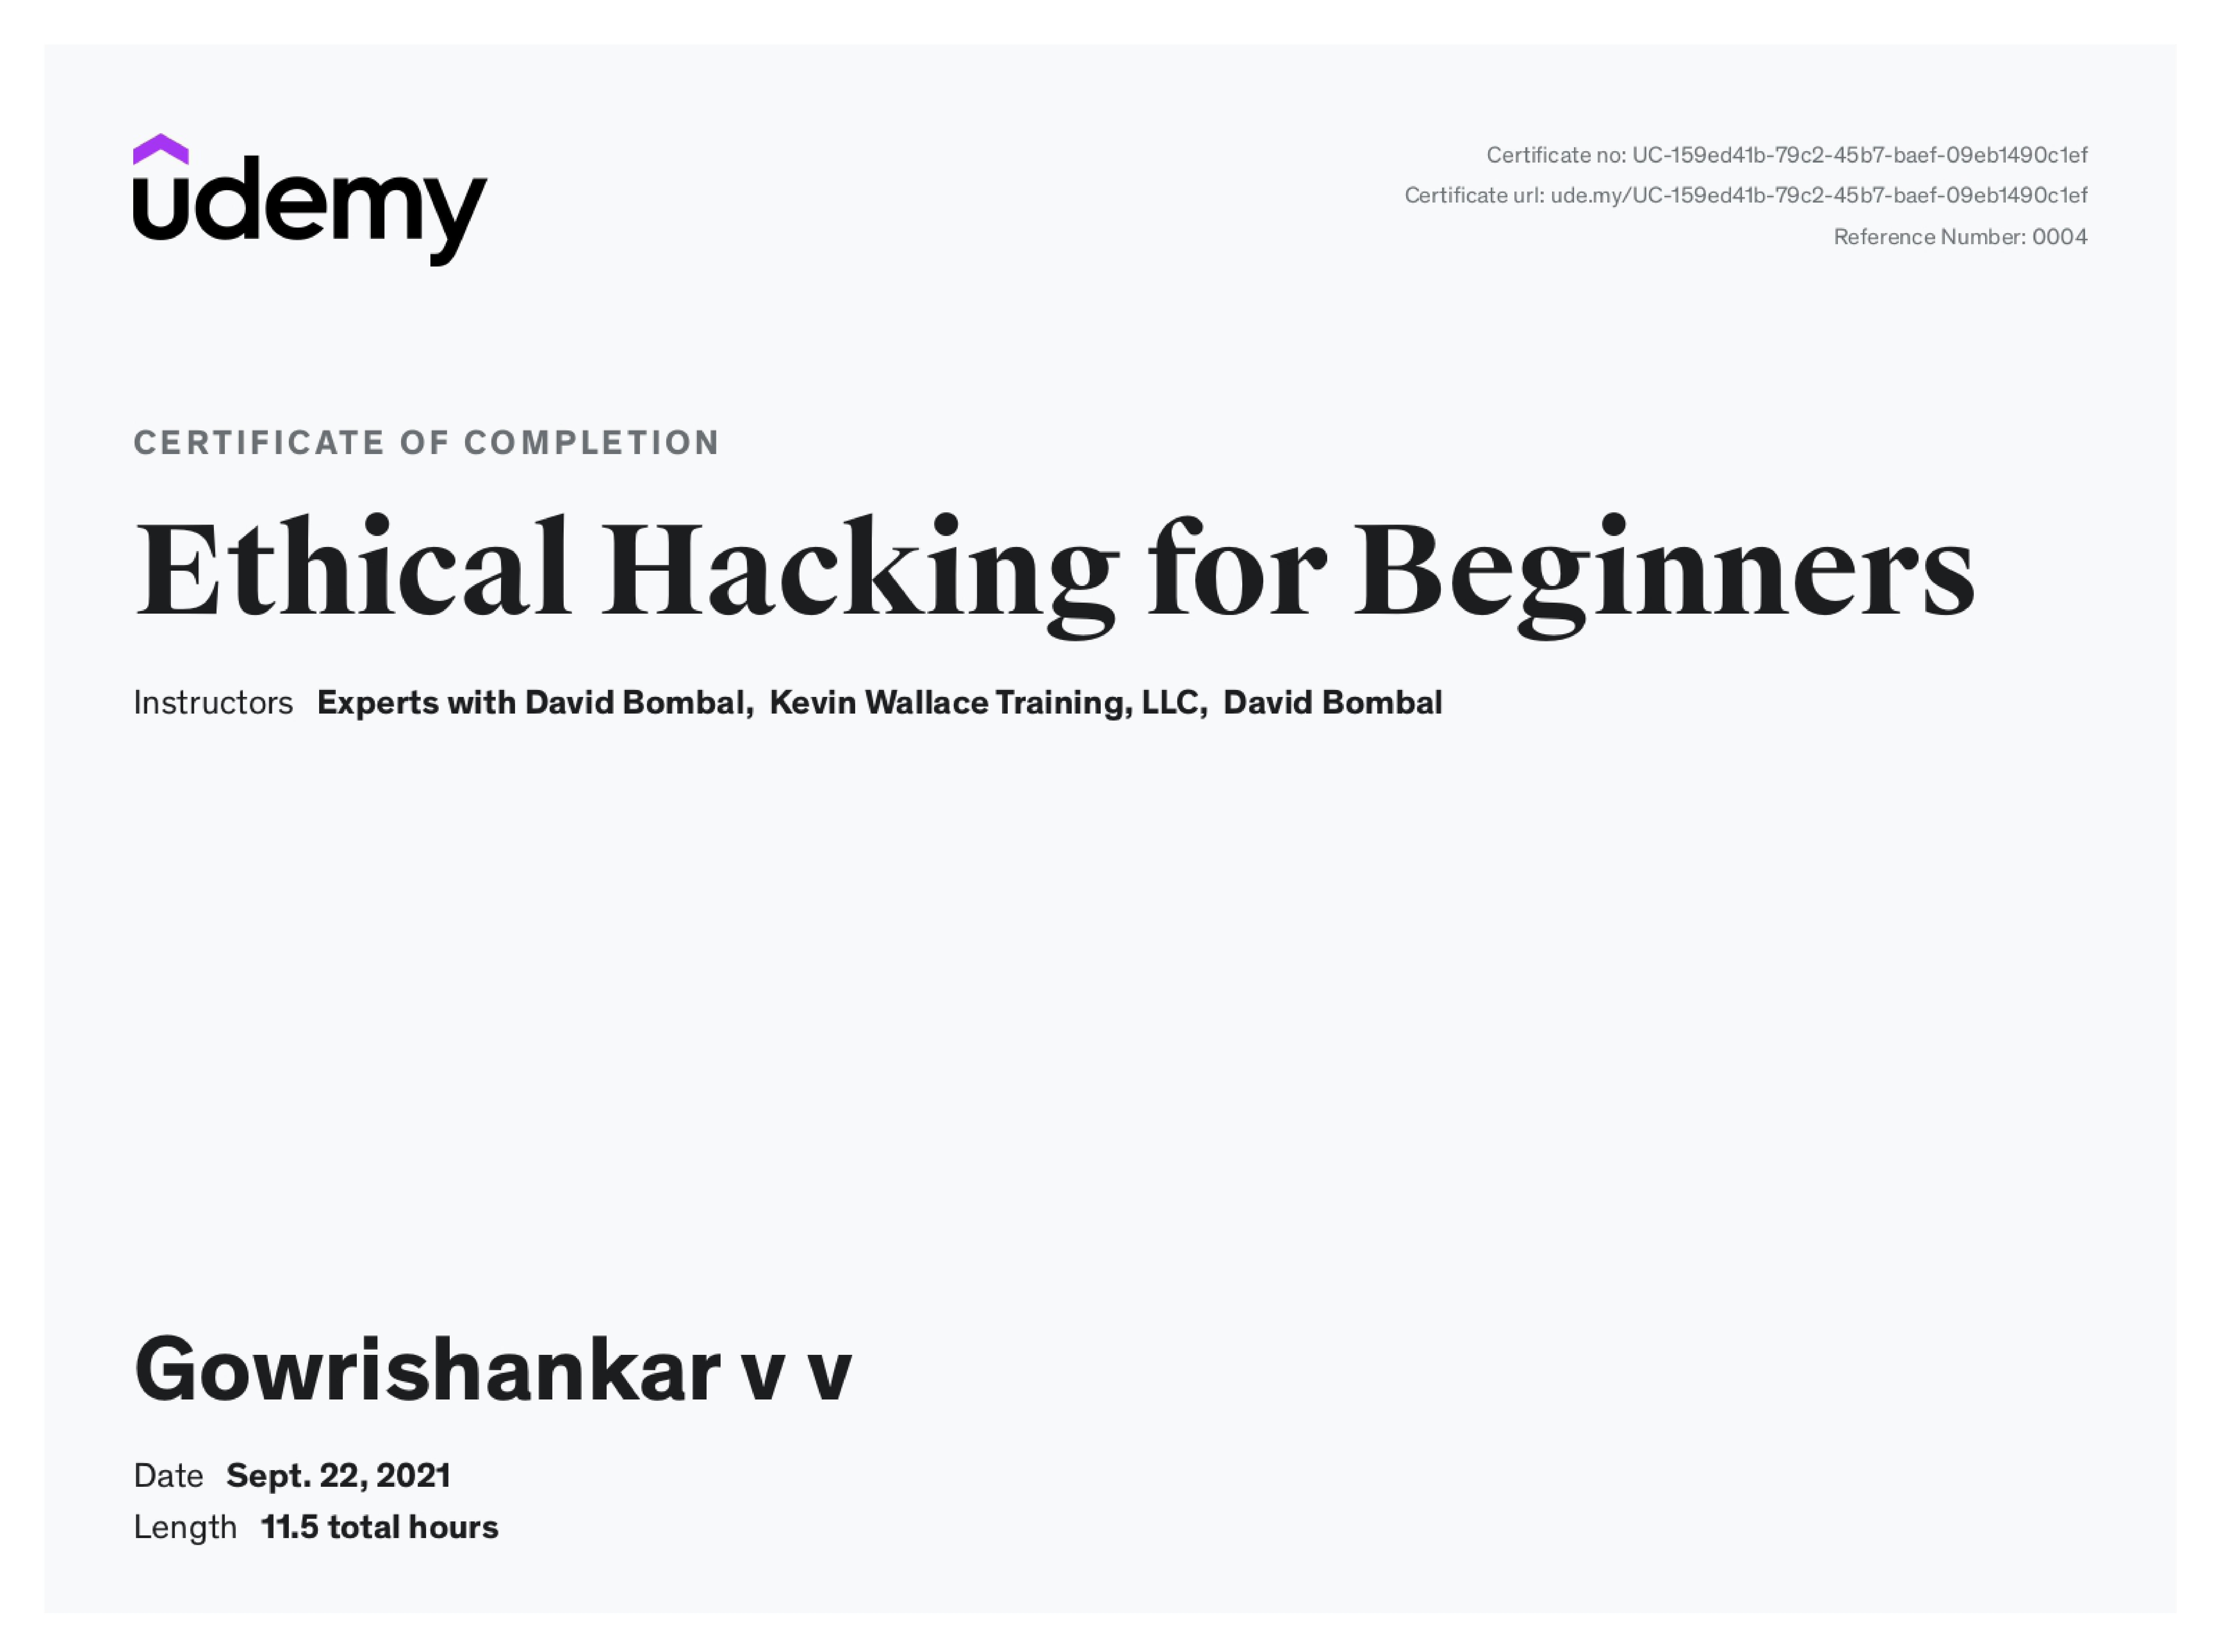 udemy
Certificate no: UC-159ed41b-79c2-45b7-baef-09eb1490c1ef
Certificate url: ude.my/UC-159ed41b-79c2-45b7-baef-09eb1490c1ef
Reference Number: 0004
CERTIFICATE OF COMPLETION
Ethical Hacking for Beginners
Instructors Experts with David Bombal, Kevin Wallace Training, LLC, David Bombal
Gowrishankar v v
Date Sept. 22, 2021
Length 11.5 total hours